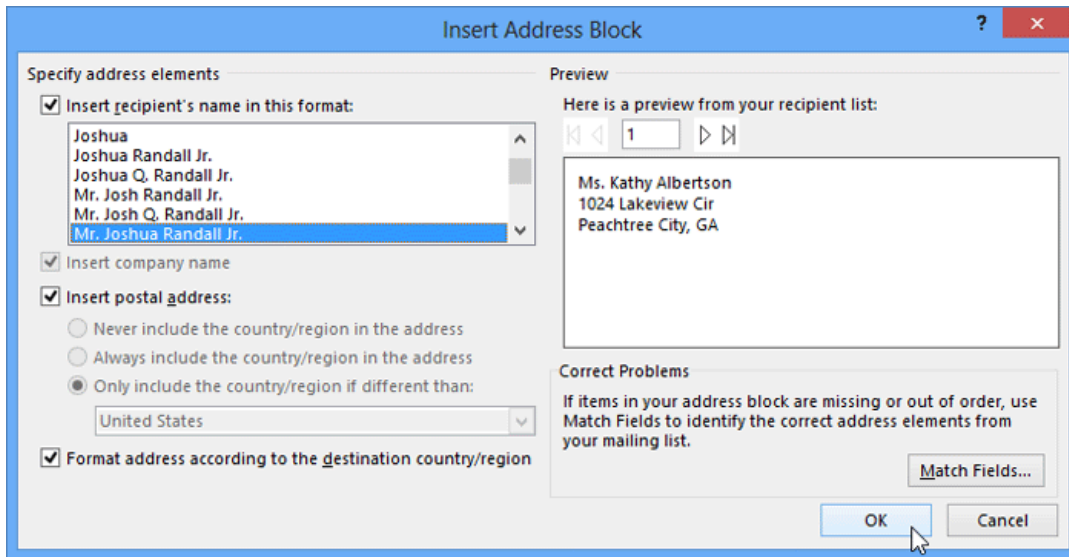 Insert Address Block
?
Specify address elements
Insert recipient's name in this format:
Joshua
Joshua Randall Jr.
Joshua Q. Randall Jr.
Mr. Josh Randall Jr.
Mr. Josh Q. Randall Jr.
Mr. Joshua Randall Jr.
Insert company name
Insert postal address:
Never include the country/region in the address
Always include the country/region in the address
Only include the country/region if different than:
United States
Format address according to the destination country/region
Preview
Here is a preview from your recipient list:
1
Ms. Kathy Albertson
1024 Lakeview Cir
Peachtree City, GA
Correct Problems
If items in your address block are missing or out of order, use
Match Fields to identify the correct address elements from
your mailing list.
Match Fields...
OK
Cancel